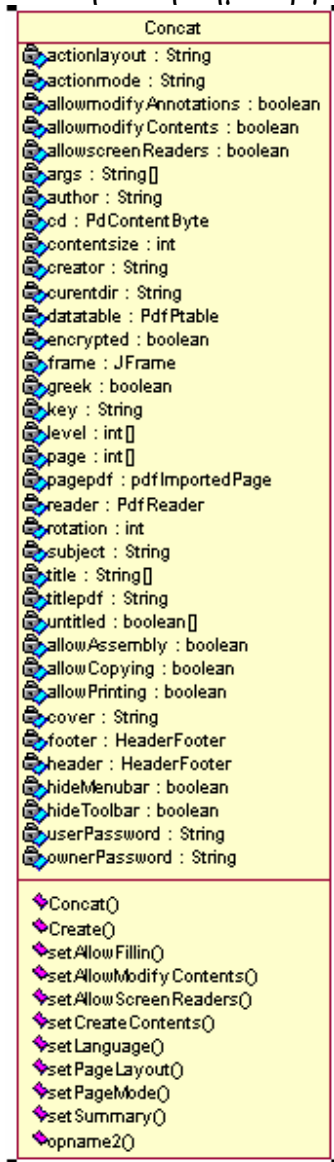 Concat
actionlayout : String
actionmode : String
allowmodifyAnnotations : boolean
allowmodifyContents : boolean
allowscreenReaders : boolean
args : String[]
author : String
cd : PdContentByte
contentsize : int
creator : String
curentdir : String
datatable : PdfPtable
encrypted : boolean
frame : JFrame
greek : boolean
key : String
level : int[]
page : int[]
pagepdf : pdfImportedPage
reader : PdfReader
rotation : int
subject : String
title : String[]
titlepdf : String
untitled : boolean[]
allowAssembly : boolean
allowCopying : boolean
allowPrinting : boolean
cover : String
footer : HeaderFooter
header : HeaderFooter
hideMenubar : boolean
hideToolbar : boolean
userPassword : String
ownerPassword : String
Concat()
Create()
setAllowFillin()
setAllowModifyContents()
setAllowScreenReaders()
setCreateContents()
setLanguage()
setPageLayout()
setPageMode()
setSummary()
opname2()